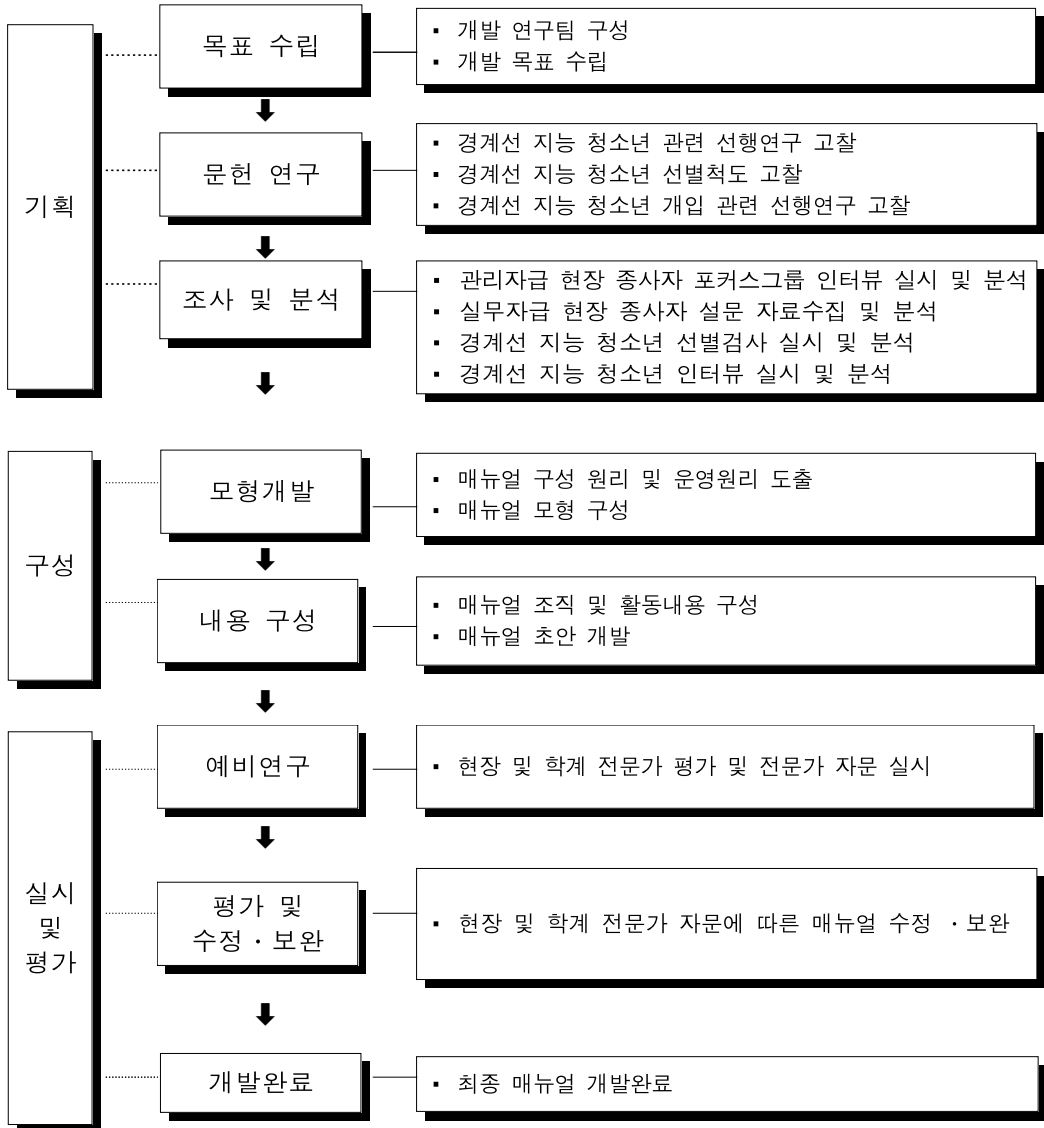 기획
목표 수립
▪ 개발 연구팀 구성
▪ 개발 목표 수립
문헌 연구
▪ 경계선 지능 청소년 관련 선행연구 고찰
▪ 경계선 지능 청소년 선별척도 고찰
▪ 경계선 지능 청소년 개입 관련 선행연구 고찰
조사 및 분석
▪ 관리자급 현장 종사자 포커스그룹 인터뷰 실시 및 분석
▪ 실무자급 현장 종사자 설문 자료수집 및 분석
▪ 경계선 지능 청소년 선별검사 실시 및 분석
▪ 경계선 지능 청소년 인터뷰 실시 및 분석
구성
모형개발
▪ 매뉴얼 구성 원리 및 운영원리 도출
▪ 매뉴얼 모형 구성
내용 구성
▪ 매뉴얼 조직 및 활동내용 구성
▪ 매뉴얼 초안 개발
실시
및
평가
예비연구
▪ 현장 및 학계 전문가 평가 및 전문가 자문 실시
평가 및
수정・보완
▪ 현장 및 학계 전문가 자문에 따른 매뉴얼 수정 ・보완
개발완료
▪ 최종 매뉴얼 개발완료